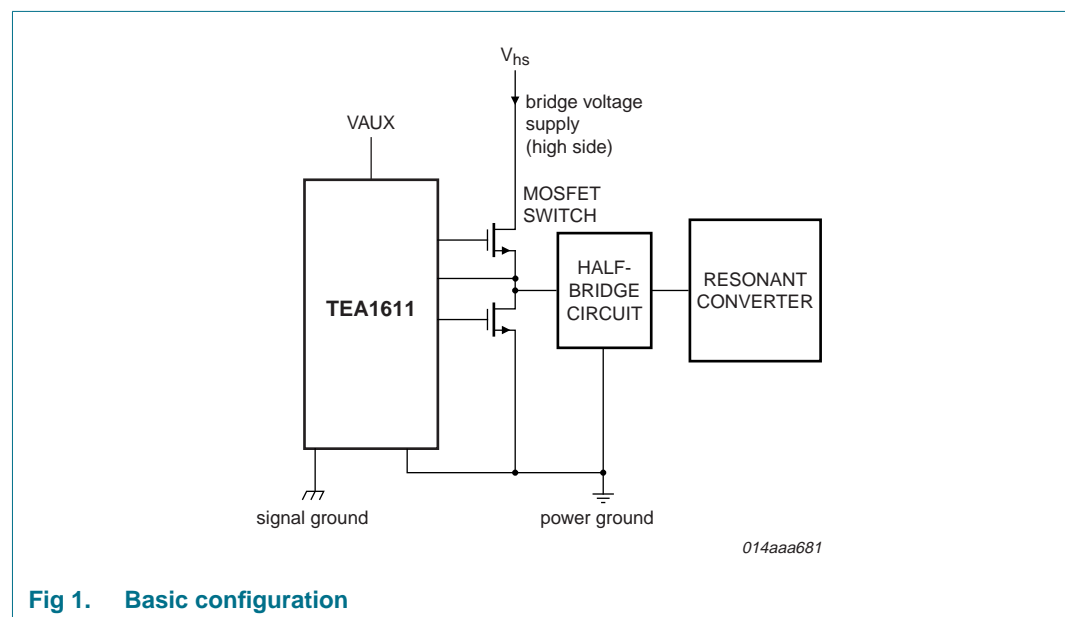 Vhs
bridge voltage
supply
(high side)
VAUX
MOSFET
SWITCH
TEA1611
HALF-
BRIDGE
CIRCUIT
RESONANT
CONVERTER
signal ground
power ground
014aaa681
Fig 1. Basic configuration